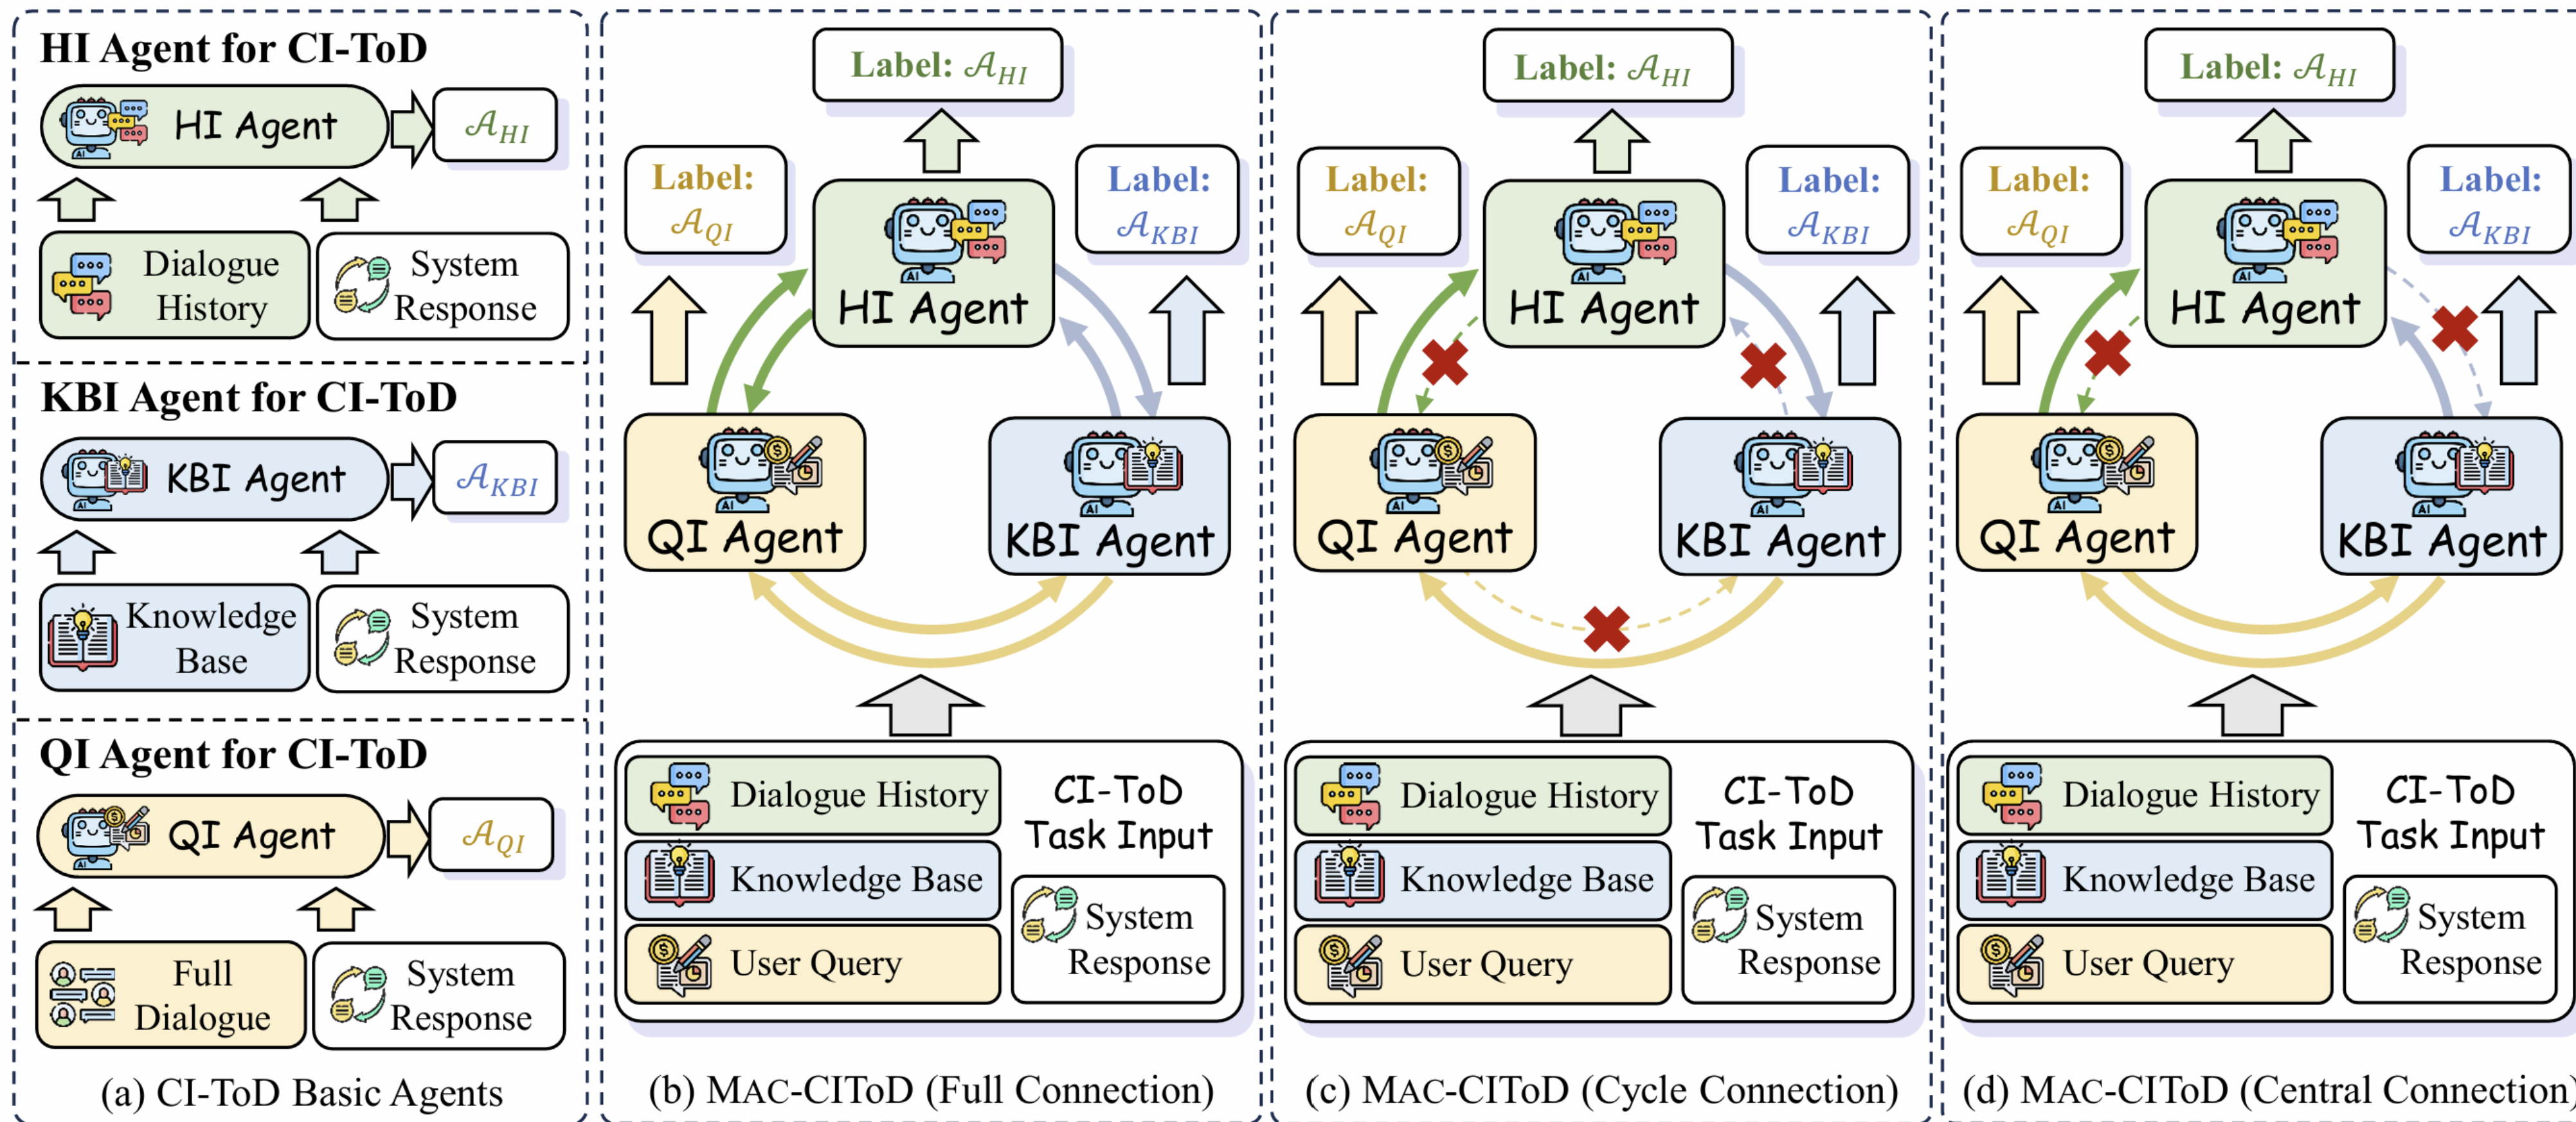 HI Agent for CI-ToD
HI Agent
𝒜HI
Dialogue
History
System
Response
KBI Agent for CI-ToD
KBI Agent
𝒜KBI
Knowledge
Base
System
Response
QI Agent for CI-ToD
QI Agent
𝒜QI
Full
Dialogue
System
Response
(a) CI-ToD Basic Agents
Label: 𝒜HI
Label:
𝒜QI
Label:
𝒜KBI
HI Agent
QI Agent
KBI Agent
Dialogue History
Knowledge Base
User Query
CI-ToD
Task Input
System
Response
(b) MAC-CIToD (Full Connection)
Label: 𝒜HI
Label:
𝒜QI
Label:
𝒜KBI
HI Agent
QI Agent
KBI Agent
Dialogue History
Knowledge Base
User Query
CI-ToD
Task Input
System
Response
(c) MAC-CIToD (Cycle Connection)
Label: 𝒜HI
Label:
𝒜QI
Label:
𝒜KBI
HI Agent
QI Agent
KBI Agent
Dialogue History
Knowledge Base
User Query
CI-ToD
Task Input
System
Response
(d) MAC-CIToD (Central Connection)